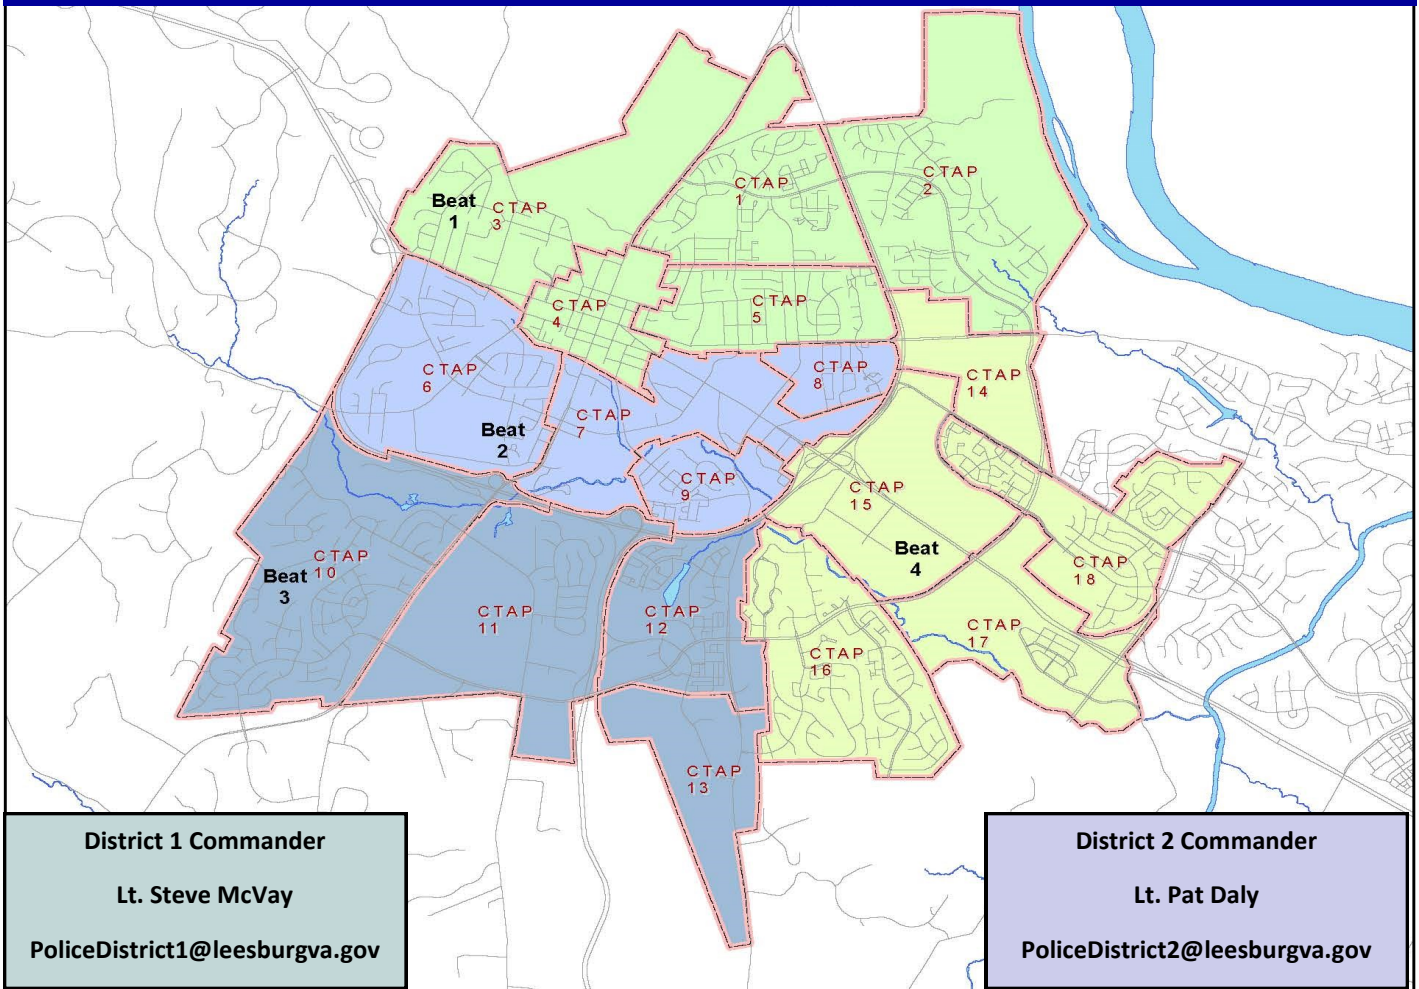 CTAP
1
CTAP
2
Beat
1
CTAP
3
CTAP
4
CTAP
5
CTAP
6
CTAP
7
CTAP
8
CTAP
14
Beat
2
CTAP
9
CTAP
15
Beat
4
CTAP
18
CTAP
10
Beat
3
CTAP
11
CTAP
12
CTAP
16
CTAP
17
CTAP
13
District 1 Commander
Lt. Steve McVay
PoliceDistrict1@leesburgva.gov
District 2 Commander
Lt. Pat Daly
PoliceDistrict2@leesburgva.gov